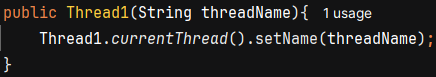 public Thread1(String threadName){ 1 usage
    Thread1.currentThread().setName(threadName);
}